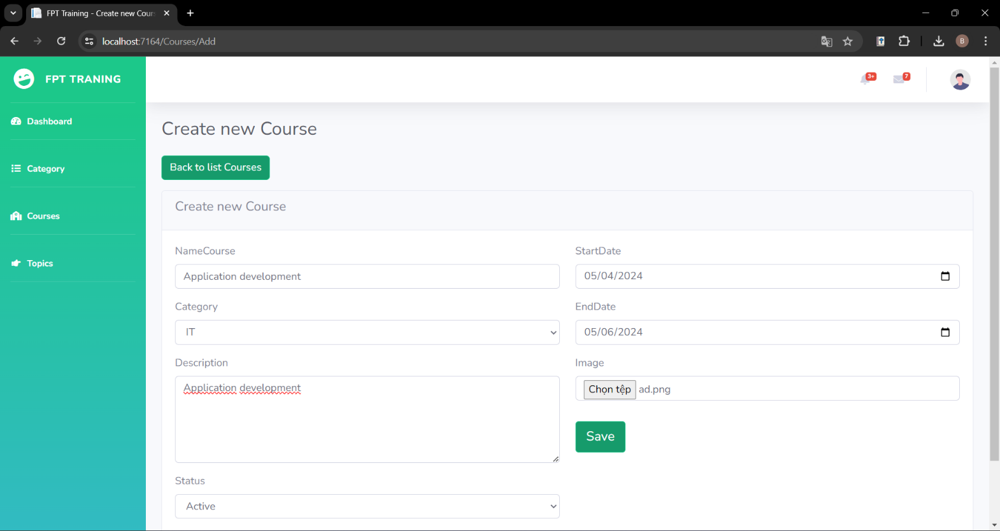 FPT Training - Create new Cour
localhost:7164/Courses/Add
B
FPT TRANING
3+
7
Dashboard
Category
Courses
Topics
Create new Course
Back to list Courses
Create new Course
NameCourse
Application development
Category
IT
Description
Application development
Status
Active
StartDate
05/04/2024
EndDate
05/06/2024
Image
Chọn tệp ad.png
Save